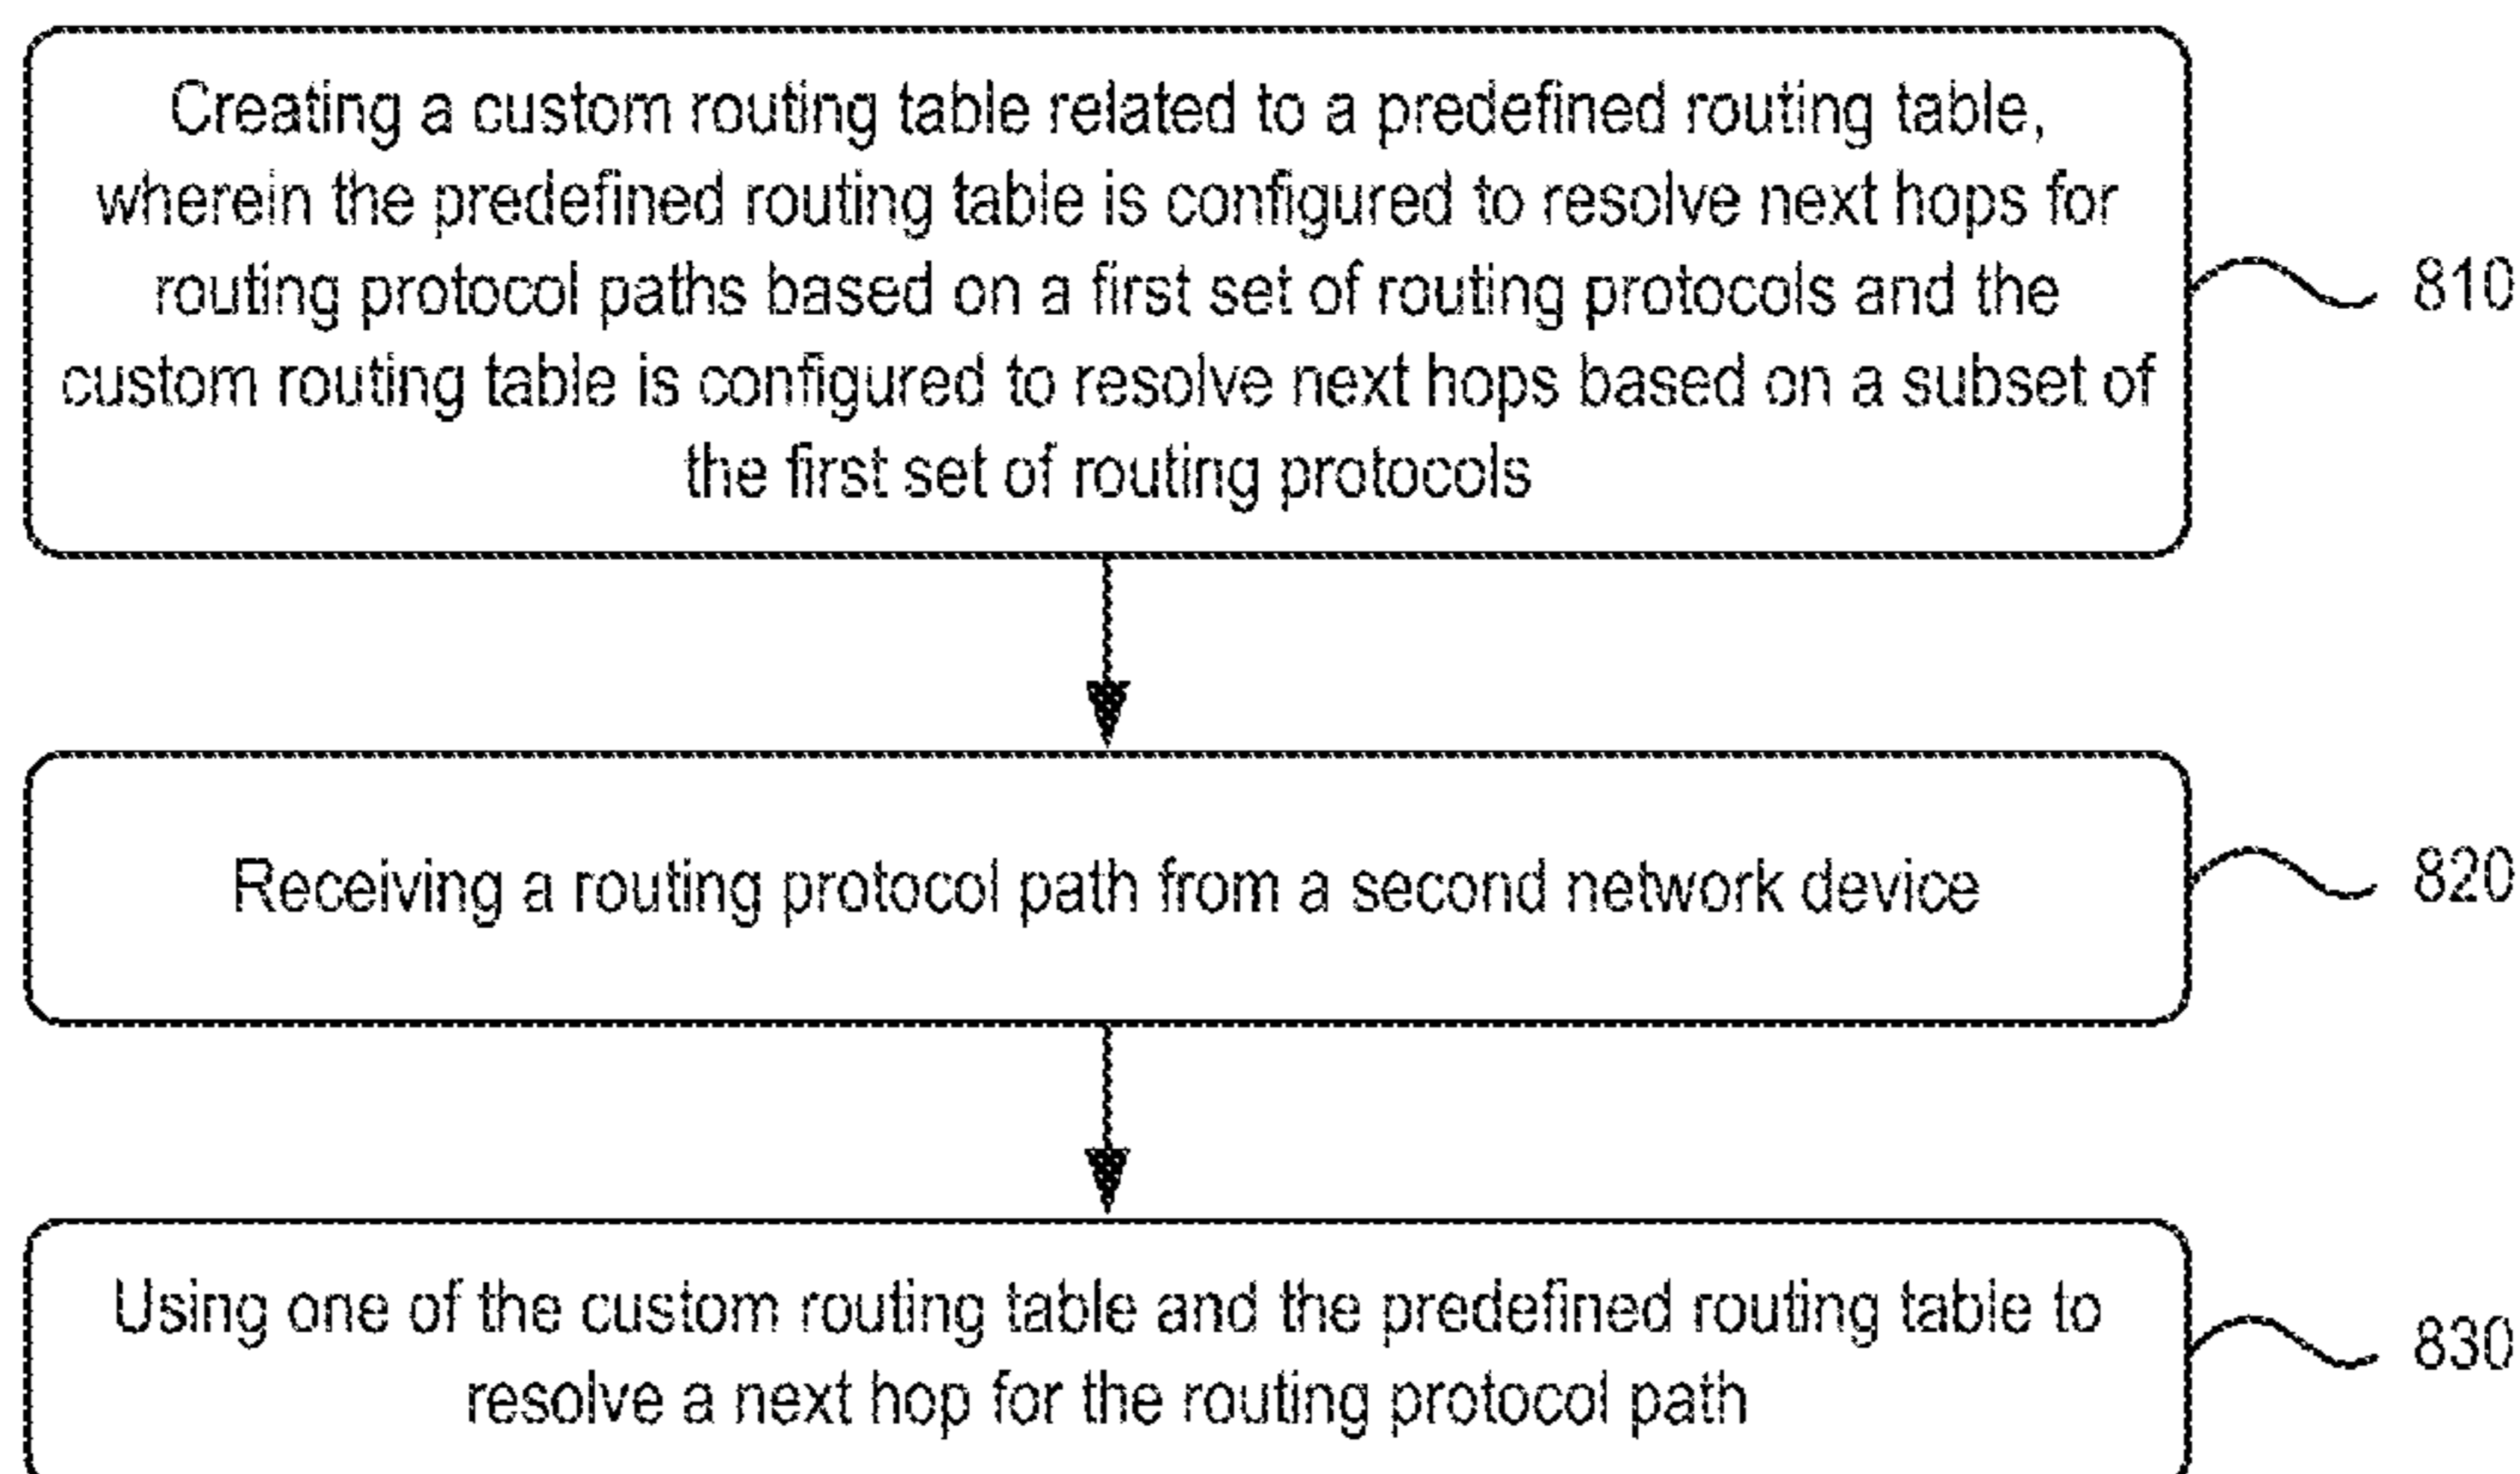 Creating a custom routing table related to a predefined routing table,
wherein the predefined routing table is configured to resolve next hops for
routing protocol paths based on a first set of routing protocols and the
custom routing table is configured to resolve next hops based on a subset of
the first set of routing protocols
810
Receiving a routing protocol path from a second network device
820
Using one of the custom routing table and the predefined routing table to
resolve a next hop for the routing protocol path
830